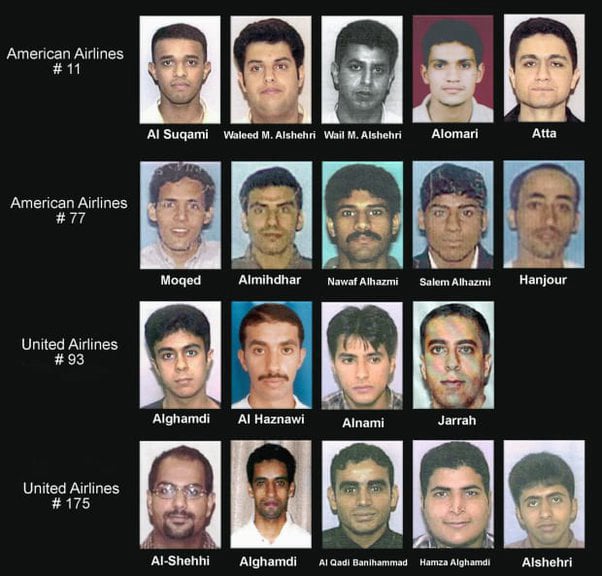 American Airlines
# 11
Al Suqami
Waleed M. Alshehri
Wail M. Alshehri
Alomari
Atta
American Airlines
# 77
Moqed
Almihdhar
Nawaf Alhazmi
Salem Alhazmi
Hanjour
United Airlines
# 93
Alghamdi
Al Haznawi
Alnami
Jarrah
United Airlines
# 175
Al-Shehhi
Alghamdi
Al Qadi Banihammad
Hamza Alghamdi
Alshehri